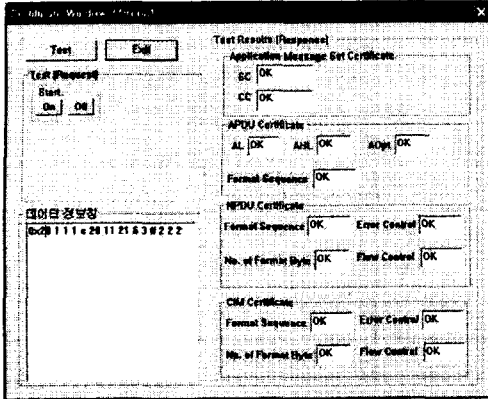 Test
Exit
Test (Request)
Start.
On
Off
데이타 정보창
Test Results (Response)
Application Message Set Certificate
SC OK
CC OK
APDU Certificate
AL OK
AHL OK
AOpt. OK
Format Sequence OK
NPDU Certificate
Format Sequence OK
Error Control OK
No. of Format Byte OK
Flow Control OK
CIM Certificate
Format Sequence OK
Error Control OK
No. of Format Byte OK
Flow Control OK